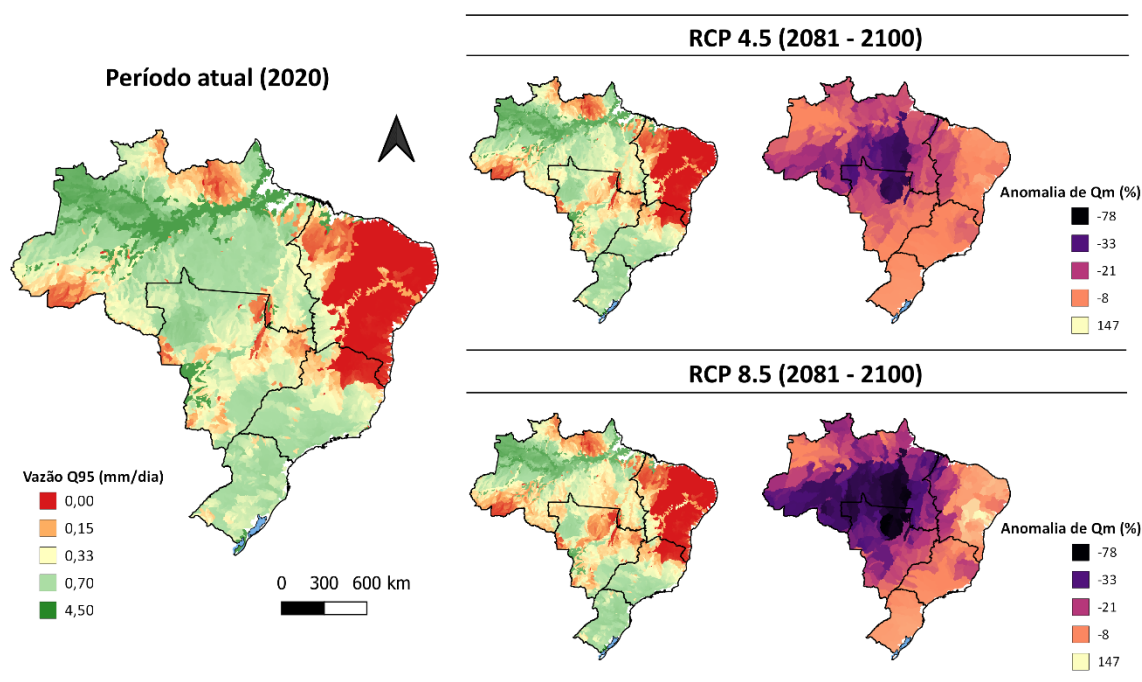 Período atual (2020)
Vazão Q95 (mm/dia)
0,00
0,15
0,33
0,70
4,50
0 300 600 km
RCP 4.5 (2081 - 2100)
Anomalia de Qm (%)
-78
-33
-21
-8
147
RCP 8.5 (2081 - 2100)
Anomalia de Qm (%)
-78
-33
-21
-8
147